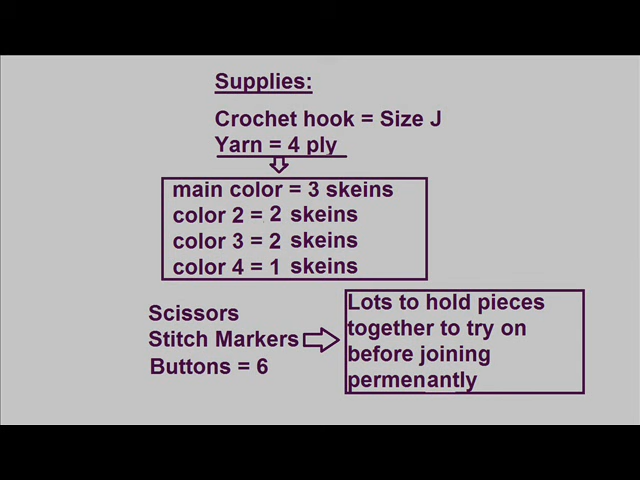 Supplies:
Crochet hook = Size J
Yarn = 4 ply
main color = 3 skeins
color 2 = 2 skeins
color 3 = 2 skeins
color 4 = 1 skeins
Scissors
Stitch Markers
Buttons = 6
Lots to hold pieces
together to try on
before joining
permenantly